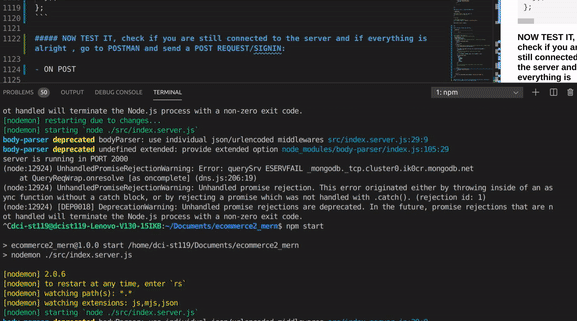 1119 };
1120 ```
1121
1122 ##### NOW TEST IT, check if you are still connected to the server and if everything is
alright , go to POSTMAN and send a POST REQUEST/SIGNIN:
1123
1124 - ON POST
1125
};
NOW TEST IT,
check if you an
still connected
the server and
everything is
PROBLEMS 50 OUTPUT DEBUG CONSOLE TERMINAL 1: npm
ot handled will terminate the Node.js process with a non-zero exit code.
[nodemon] restarting due to changes...
[nodemon] starting `node ./src/index.server.js`
body-parser deprecated bodyParser: use individual json/urlencoded middlewares src/index.server.js:29:9
body-parser deprecated undefined extended: provide extended option node_modules/body-parser/index.js:105:29
server is running in PORT 2000
(node:12924) UnhandledPromiseRejectionWarning: Error: querySrv ESERVFAIL _mongodb._tcp.cluster0.ik0cr.mongodb.net
at QueryReqWrap.onresolve [as oncomplete] (dns.js:206:19)
(node:12924) UnhandledPromiseRejectionWarning: Unhandled promise rejection. This error originated either by throwing inside of an as
ync function without a catch block, or by rejecting a promise which was not handled with .catch(). (rejection id: 1)
(node:12924) [DEP0018] DeprecationWarning: Unhandled promise rejections are deprecated. In the future, promise rejections that are n
ot handled will terminate the Node.js process with a non-zero exit code.
^Cdci-st119@dcist119-Lenovo-V130-15IKB:~/Documents/ecommerce2_mern$ npm start
> ecommerce2_mern@1.0.0 start /home/dci-st119/Documents/ecommerce2_mern
> nodemon ./src/index.server.js
[nodemon] 2.0.6
[nodemon] to restart at any time, enter `rs`
[nodemon] watching path(s): *.*
[nodemon] watching extensions: js,mjs,json
[nodemon] starting `node ./src/index.server.js`